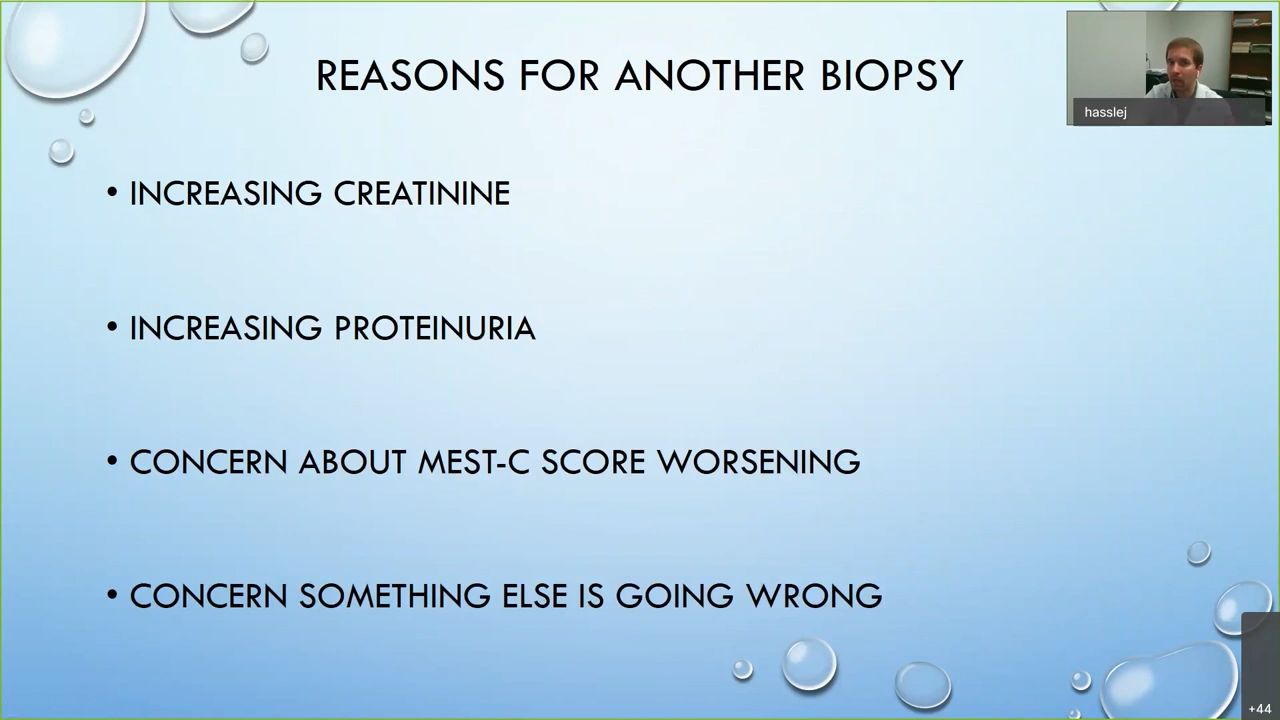 REASONS FOR ANOTHER BIOPSY
hasslej
• INCREASING CREATININE
• INCREASING PROTEINURIA
• CONCERN ABOUT MEST-C SCORE WORSENING
• CONCERN SOMETHING ELSE IS GOING WRONG
+44